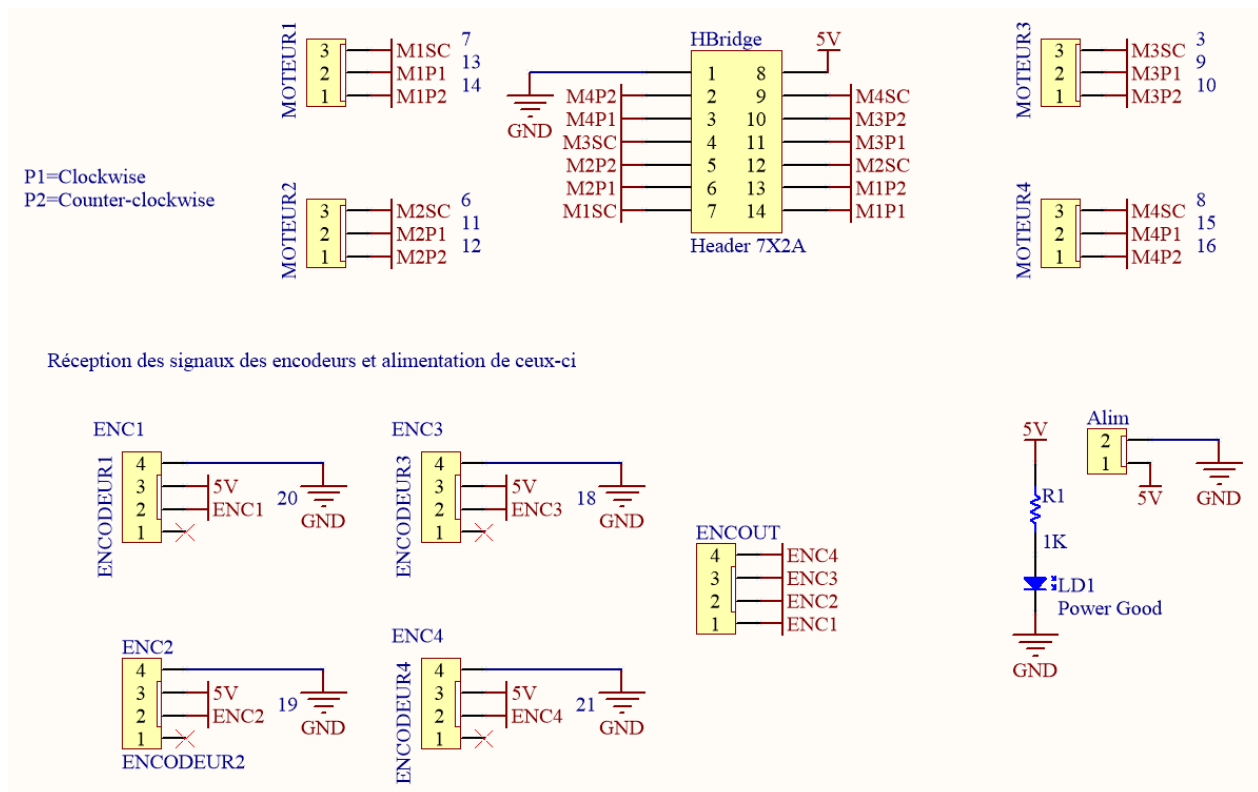 MOTEUR1
3 M1SC 7
2 M1P1 13
1 M1P2 14
HBridge
5V
1 8
M4P2 2 9 M4SC
M4P1 3 10 M3P2
M3SC 4 11 M3P1
M2P2 5 12 M2SC
M2P1 6 13 M1P2
M1SC 7 14 M1P1
GND
Header 7X2A
MOTEUR3
3 M3SC 3
2 M3P1 9
1 M3P2 10
P1=Clockwise
P2=Counter-clockwise
MOTEUR2
3 M2SC 6
2 M2P1 11
1 M2P2 12
MOTEUR4
3 M4SC 8
2 M4P1 15
1 M4P2 16
Réception des signaux des encodeurs et alimentation de ceux-ci
ENC1
ENCODEUR1
4
3 5V
2 ENC1
1
20
GND
ENC3
ENCODEUR3
4
3 5V
2 ENC3
1
18
GND
ENCOUT
4 ENC4
3 ENC3
2 ENC2
1 ENC1
5V
R1
1K
LD1
Power Good
GND
Alim
2
1
5V
GND
ENC2
4
3 5V
2 ENC2
1
19
GND
ENCODEUR2
ENC4
ENCODEUR4
4
3 5V
2 ENC4
1
21
GND